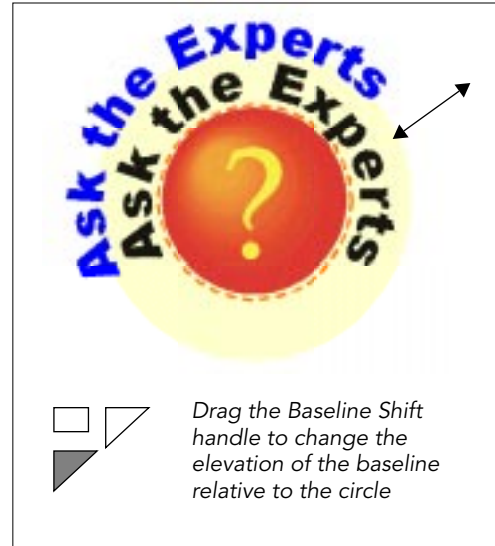 Ask the Experts
Ask the Experts
?
Drag the Baseline Shift
handle to change the
elevation of the baseline
relative to the circle